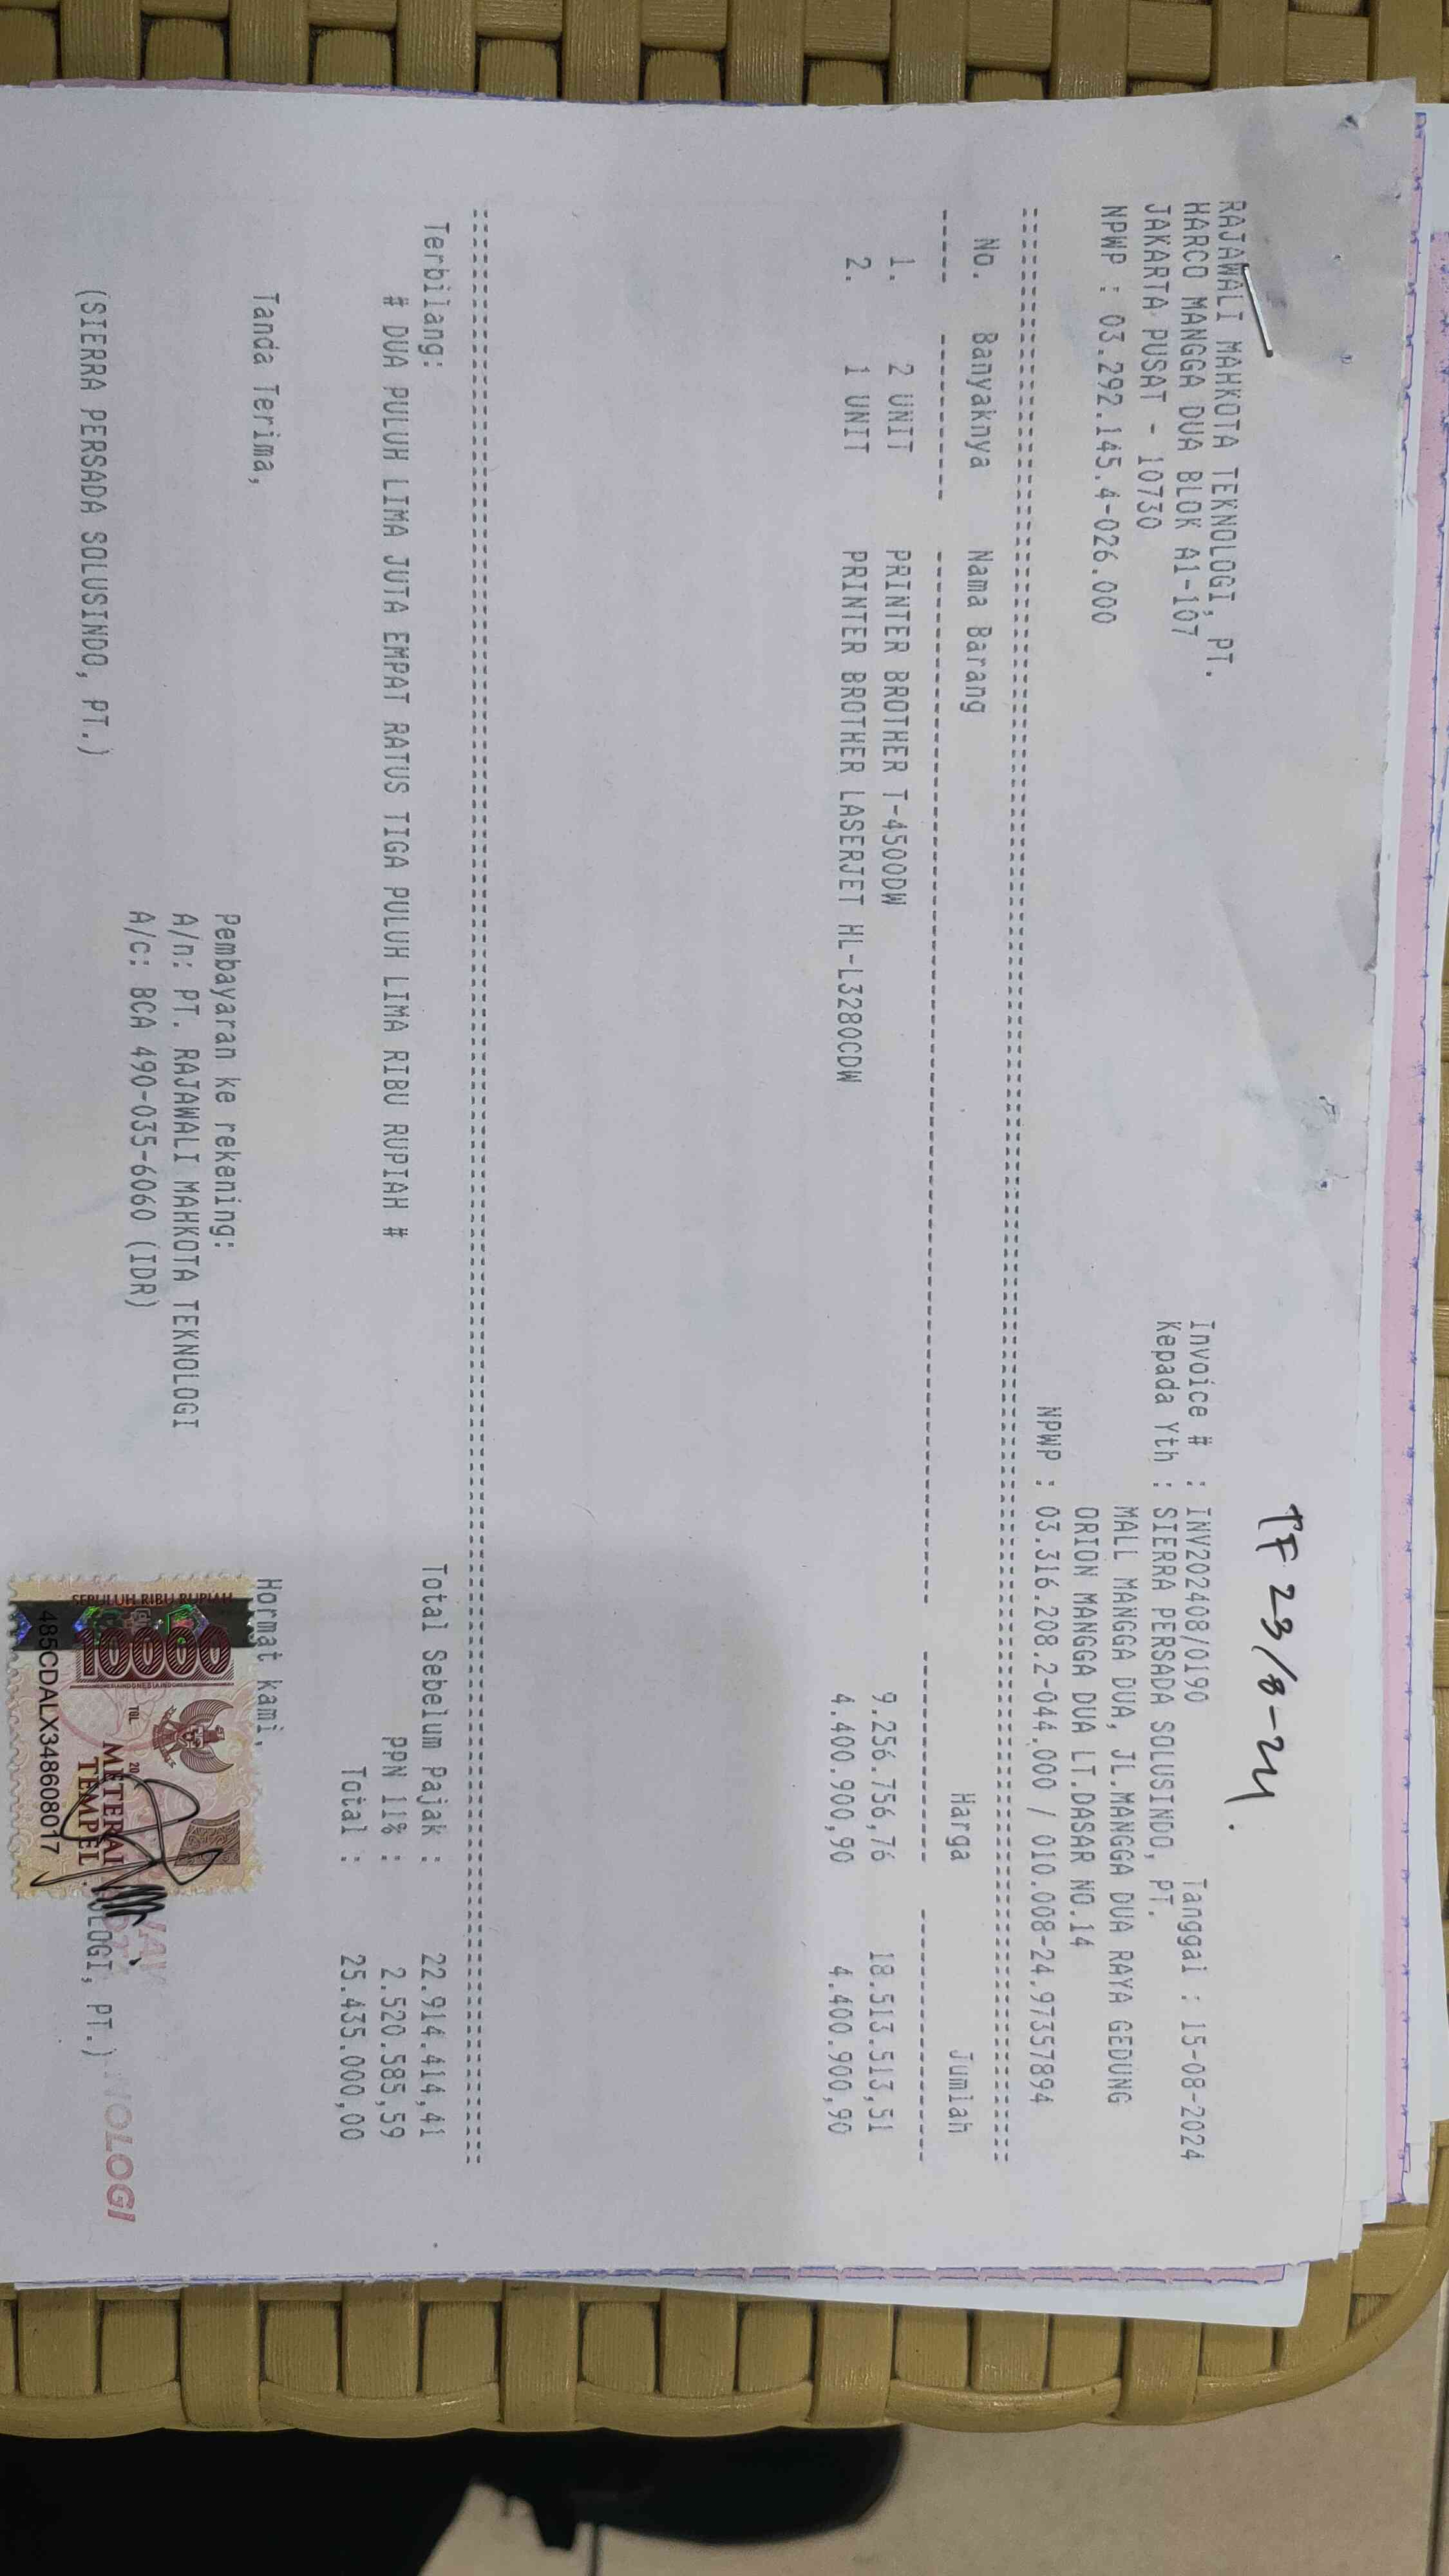 TF 23/8-24.
RAJAWALI MAHKOTA TEKNOLOGI, PT.
HARCO MANGGA DUA BLOK A1-107
JAKARTA PUSAT - 10730
NPWP : 03.292.145.4-026.000
Invoice # : INV202408/0190 Tanggal : 15-08-2024
Kepada Yth : SIERRA PERSADA SOLUSINDO, PT.
MALL MANGGA DUA, JL.MANGGA DUA RAYA GEDUNG
ORION MANGGA DUA LT.DASAR NO.14
NPWP : 03.316.208.2-044.000 / 010.008-24.97357894
No. Banyaknya Nama Barang Harga Jumlah
1. 2 UNIT PRINTER BROTHER T-4500DW 9.256.756,76 18.513.513,51
2. 1 UNIT PRINTER BROTHER LASERJET HL-L3280CDW 4.400.900,90 4.400.900,90
Terbilang: Total Sebelum Pajak : 22.914.414,41
# DUA PULUH LIMA JUTA EMPAT RATUS TIGA PULUH LIMA RIBU RUPIAH # PPN 11% : 2.520.585,59
Total : 25.435.000,00
Tanda Terima, Hormat kami,
Pembayaran ke rekening:
A/n: PT. RAJAWALI MAHKOTA TEKNOLOGI
A/c: BCA 490-035-6060 (IDR)
(SIERRA PERSADA SOLUSINDO, PT.) OLOGI, PT.)
OLOGI
SEPULUH RIBU RUPIAH
10000
TGL. 20
METERAI
TEMPEL
485CDALX348608017